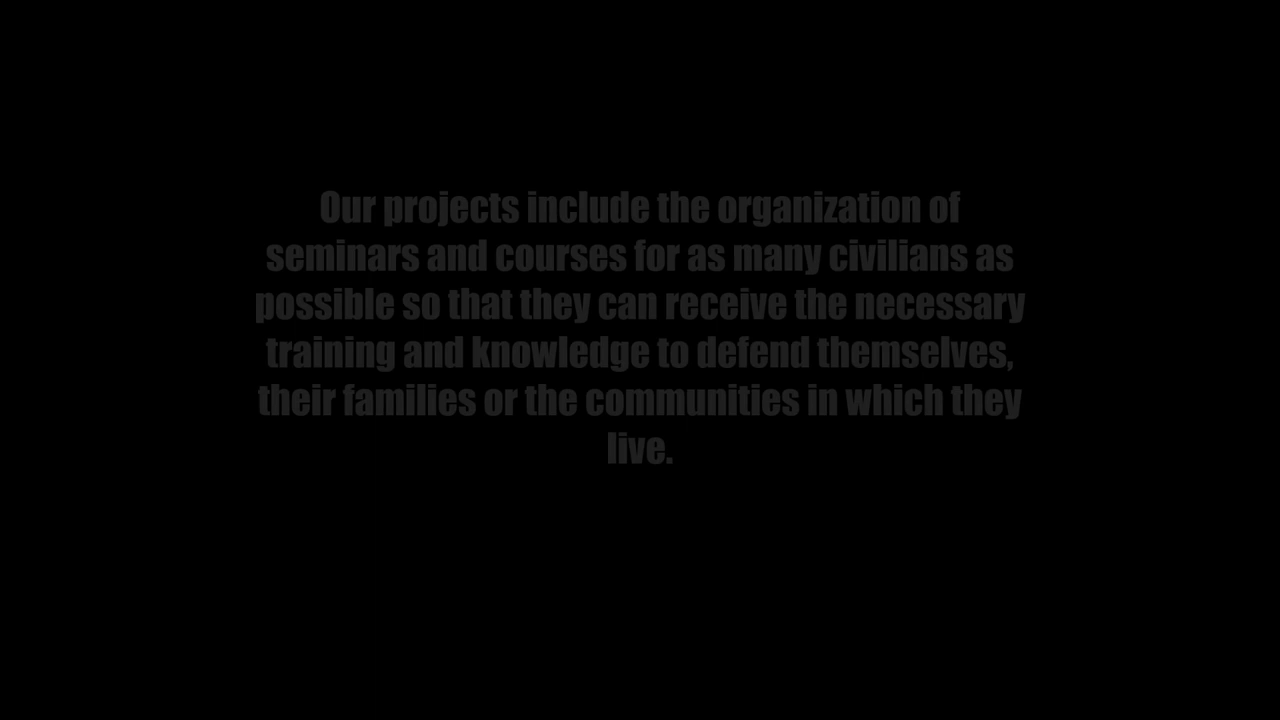 Our projects include the organization of
seminars and courses for as many civilians as
possible so that they can receive the necessary
training and knowledge to defend themselves,
their families or the communities in which they
live.